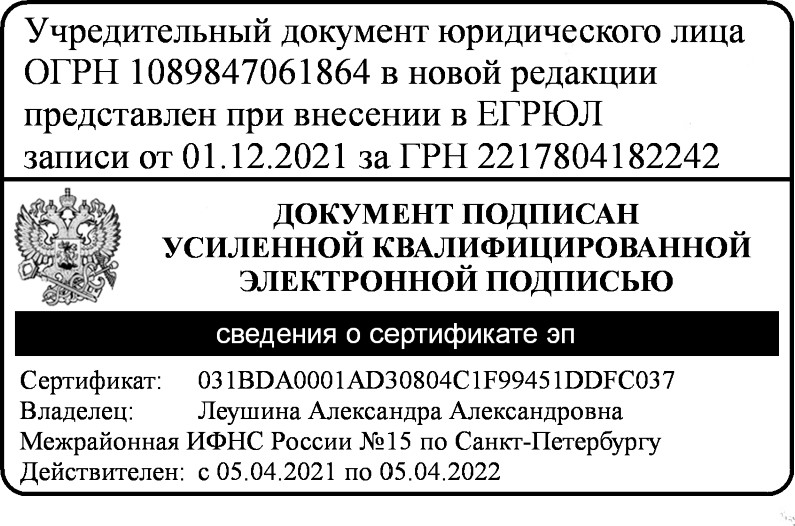 Учредительный документ юридического лица
ОГРН 1089847061864 в новой редакции
представлен при внесении в ЕГРЮЛ
записи от 01.12.2021 за ГРН 2217804182242
ДОКУМЕНТ ПОДПИСАН
УСИЛЕННОЙ КВАЛИФИЦИРОВАННОЙ
ЭЛЕКТРОННОЙ ПОДПИСЬЮ
сведения о сертификате эп
Сертификат: 031BDA0001AD30804C1F99451DDFC037
Владелец: Леушина Александра Александровна
Межрайонная ИФНС России №15 по Санкт-Петербургу
Действителен: с 05.04.2021 по 05.04.2022